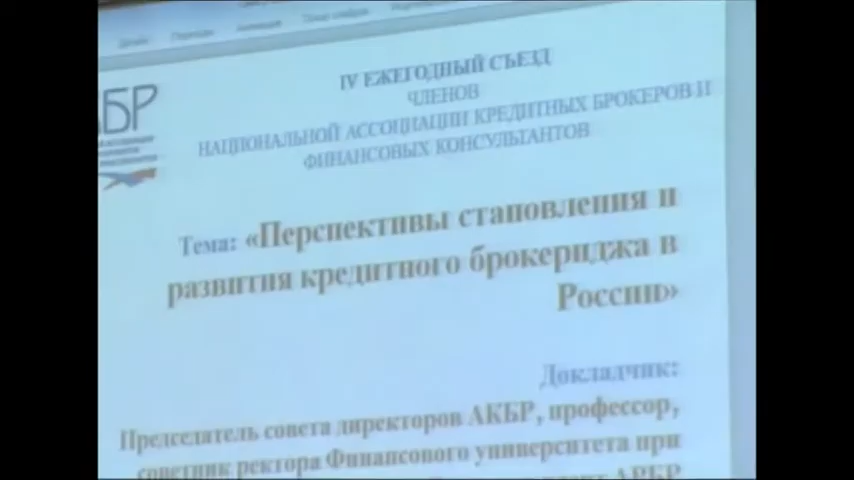 АКБР
IV ЕЖЕГОДНЫЙ СЪЕЗД
ЧЛЕНОВ
НАЦИОНАЛЬНОЙ АССОЦИАЦИИ КРЕДИТНЫХ БРОКЕРОВ И
ФИНАНСОВЫХ КОНСУЛЬТАНТОВ
Тема: «Перспективы становления и
развития кредитного брокериджа в
России»
Докладчик:
Председатель совета директоров АКБР, профессор,
советник ректора Финансового университета при